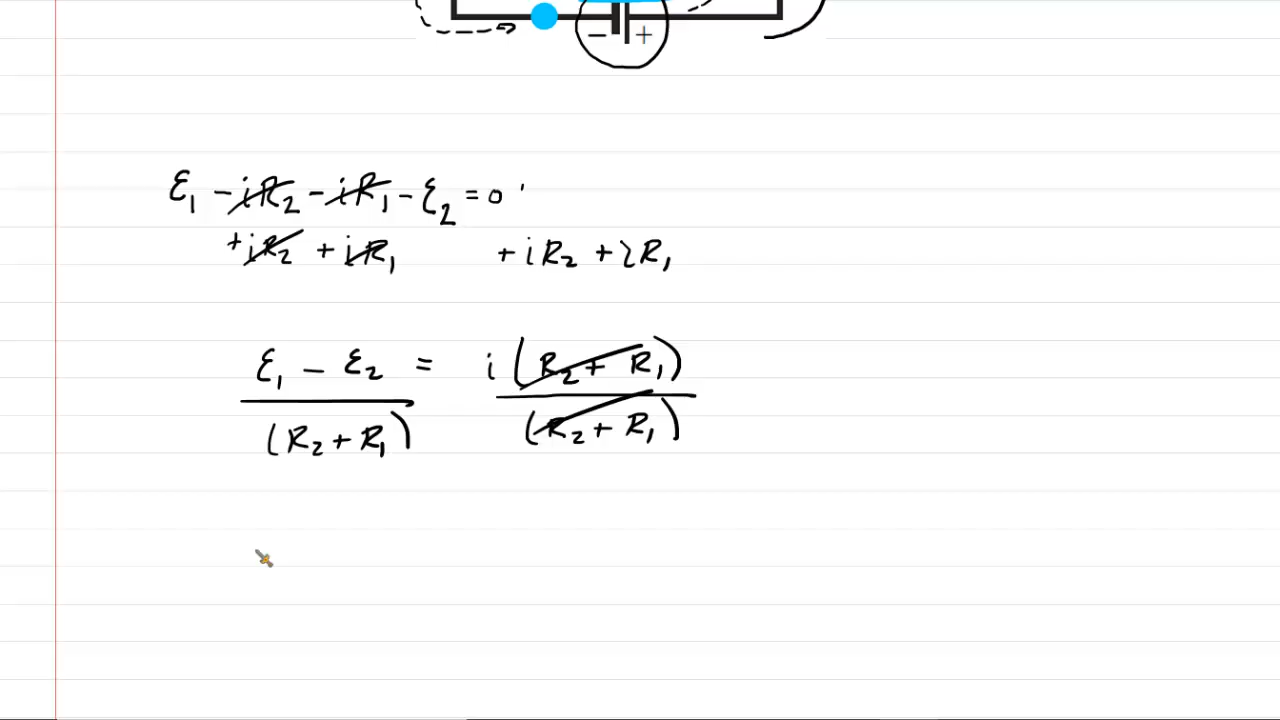 − +
ε₁ − iR₂ − iR₁ − ε₂ = 0
+iR₂ + iR₁ + iR₂ + iR₁
ε₁ − ε₂ = i (R₂ + R₁)
(R₂ + R₁) (R₂ + R₁)